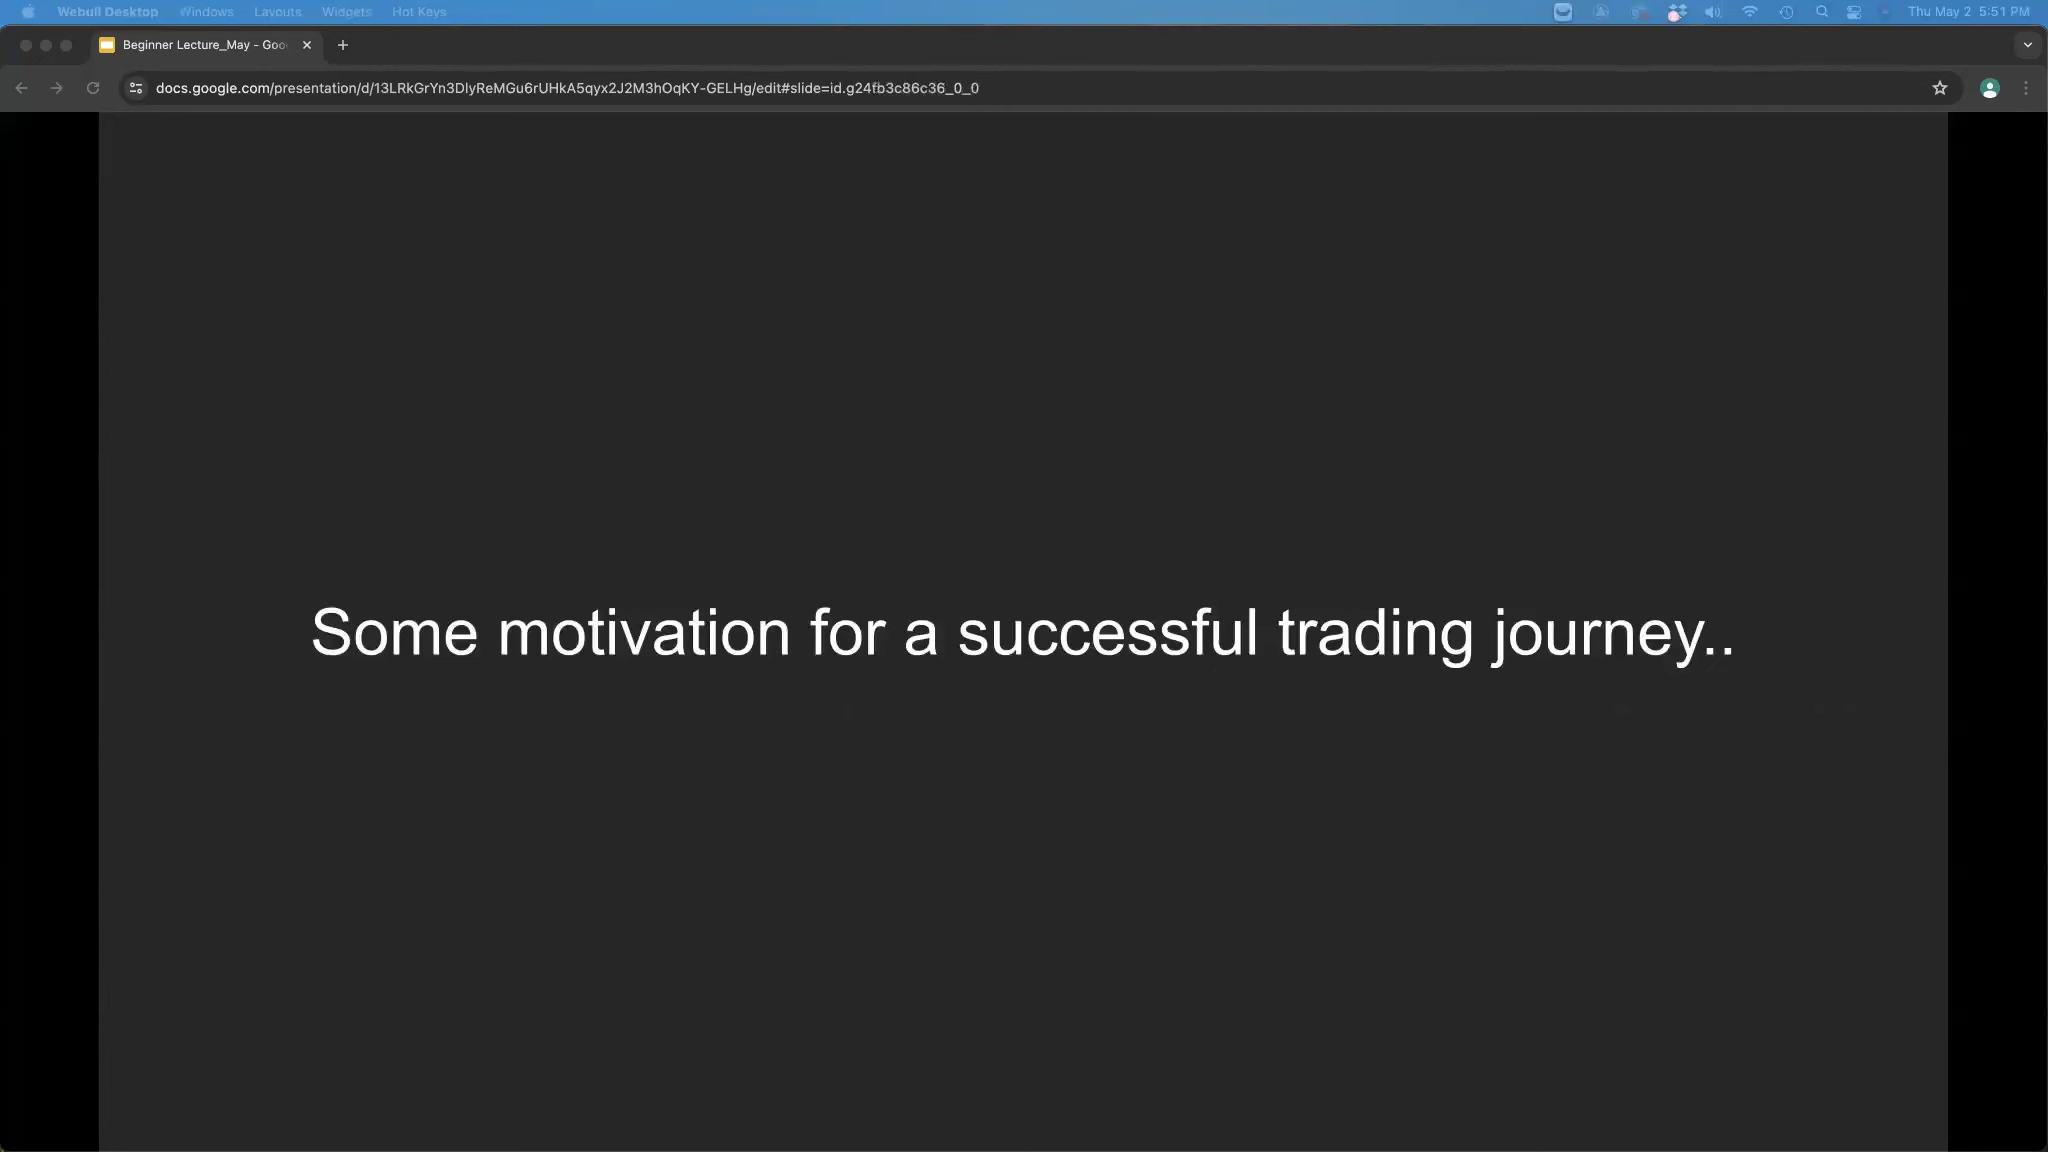 Webull Desktop Windows Layouts Widgets Hot Keys Thu May 2 5:51 PM
Beginner Lecture_May - Goo
docs.google.com/presentation/d/13LRkGrYn3DlyReMGu6rUHkA5qyx2J2M3hOqKY-GELHg/edit#slide=id.g24fb3c86c36_0_0
Some motivation for a successful trading journey..